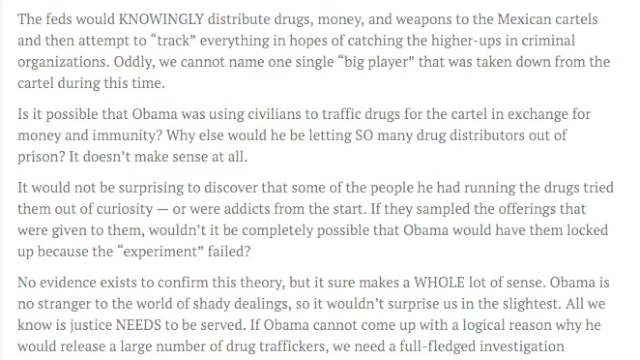 The feds would KNOWINGLY distribute drugs, money, and weapons to the Mexican cartels
and then attempt to “track” everything in hopes of catching the higher-ups in criminal
organizations. Oddly, we cannot name one single “big player” that was taken down from the
cartel during this time.
Is it possible that Obama was using civilians to traffic drugs for the cartel in exchange for
money and immunity? Why else would he be letting SO many drug distributors out of
prison? It doesn’t make sense at all.
It would not be surprising to discover that some of the people he had running the drugs tried
them out of curiosity — or were addicts from the start. If they sampled the offerings that
were given to them, wouldn’t it be completely possible that Obama would have them locked
up because the “experiment” failed?
No evidence exists to confirm this theory, but it sure makes a WHOLE lot of sense. Obama is
no stranger to the world of shady dealings, so it wouldn’t surprise us in the slightest. All we
know is justice NEEDS to be served. If Obama cannot come up with a logical reason why he
would release a large number of drug traffickers, we need a full-fledged investigation